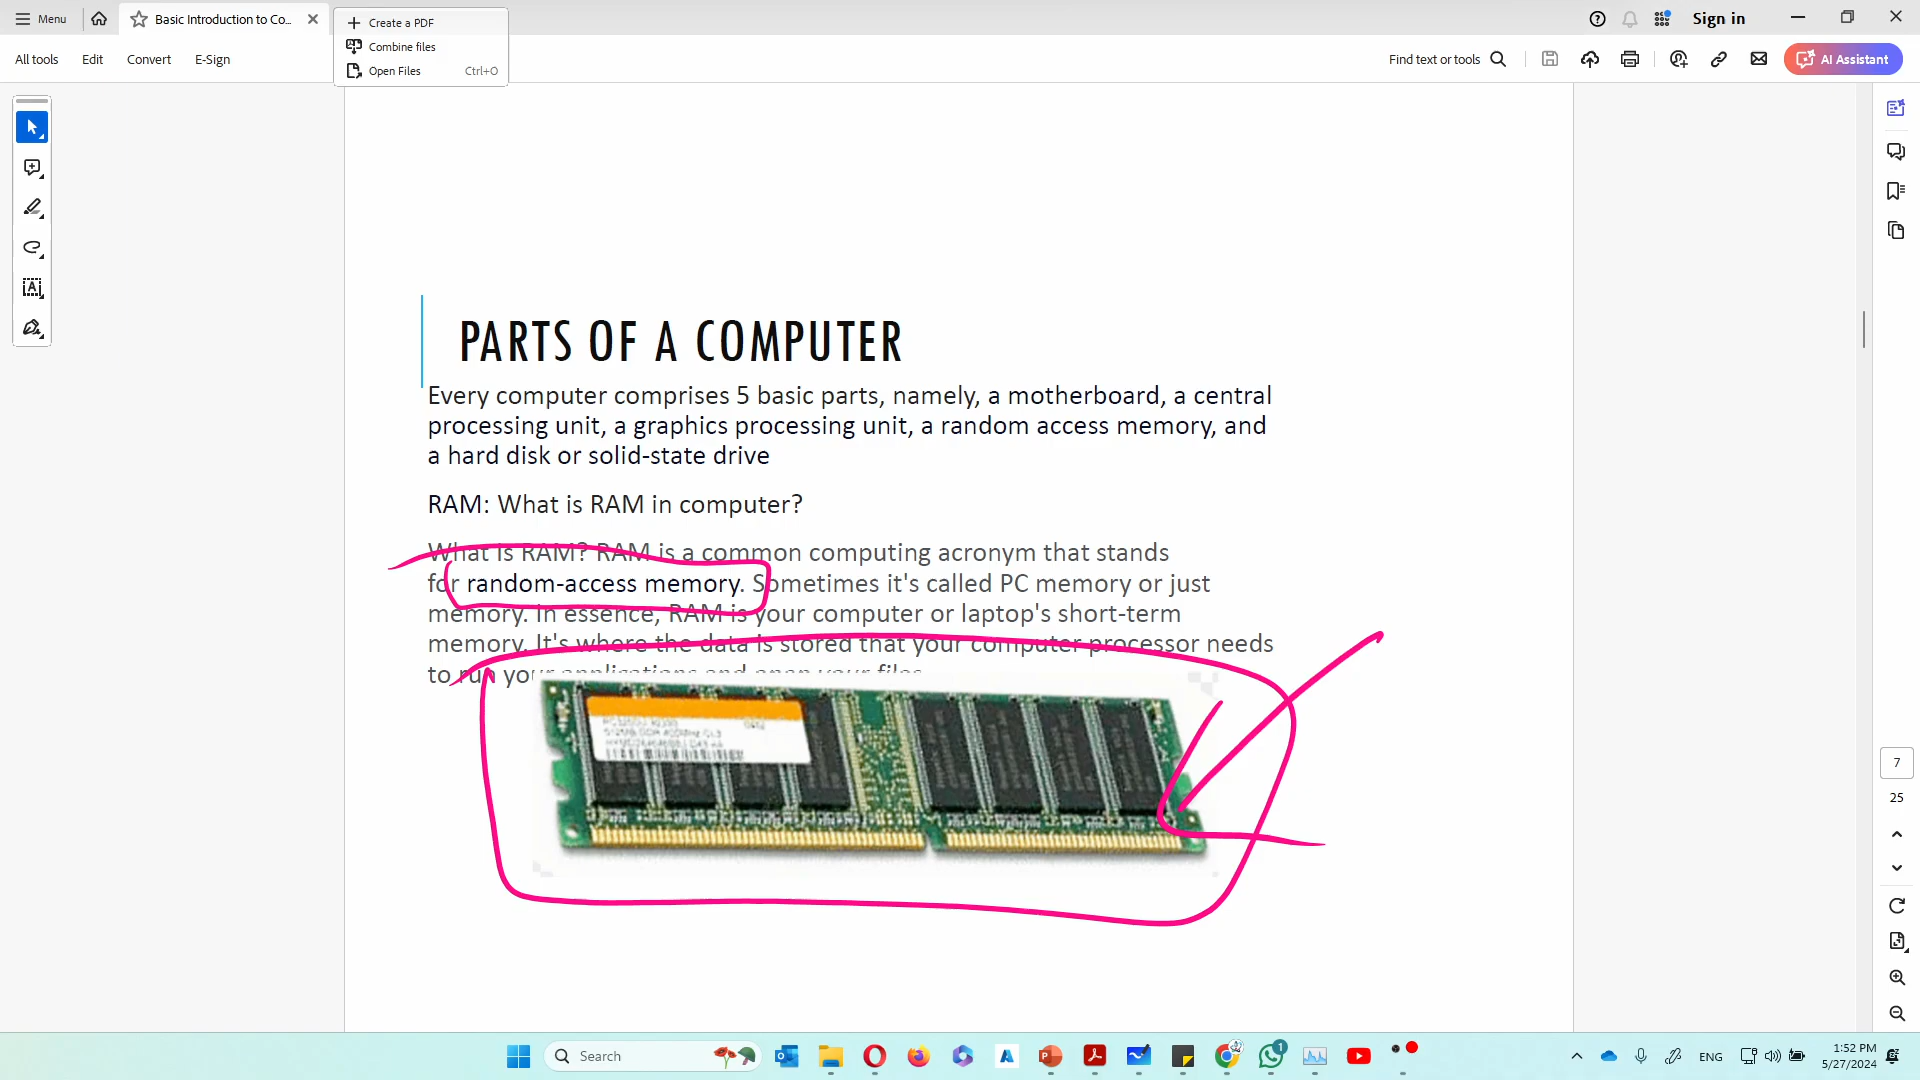 Menu
Basic Introduction to Co...
Create a PDF
Combine files
Open Files Ctrl+O
Sign in
All tools
Edit
Convert
E-Sign
Find text or tools
AI Assistant
PARTS OF A COMPUTER
Every computer comprises 5 basic parts, namely, a motherboard, a central
processing unit, a graphics processing unit, a random access memory, and
a hard disk or solid-state drive
RAM: What is RAM in computer?
What is RAM? RAM is a common computing acronym that stands
for random-access memory. Sometimes it's called PC memory or just
memory. In essence, RAM is your computer or laptop's short-term
memory. It's where the data is stored that your computer processor needs
to run your applications and open your files
7
25
Search
1
ENG
1:52 PM
5/27/2024